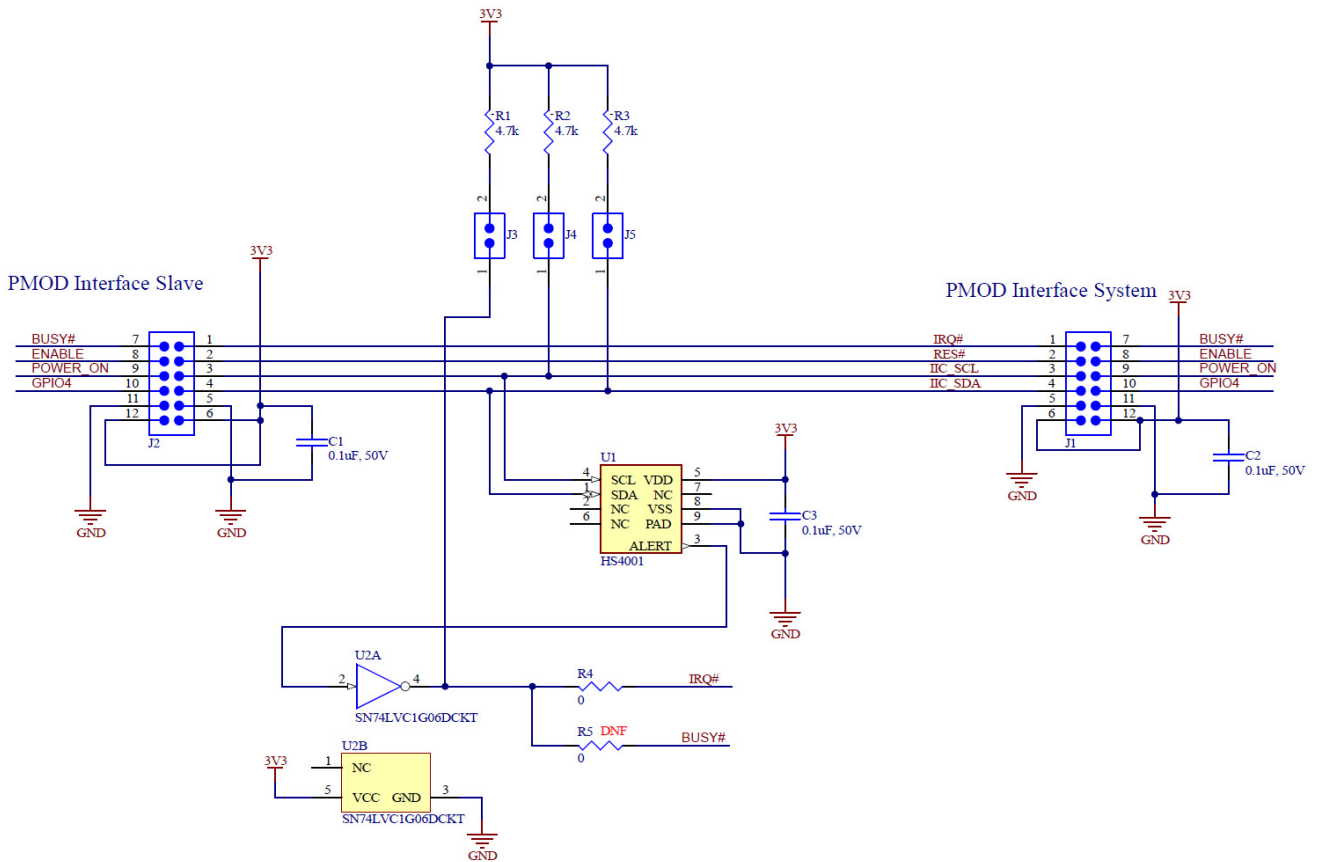 3V3
R1
4.7k
R2
4.7k
R3
4.7k
2
2
2
J3
J4
J5
1
1
1
3V3
PMOD Interface Slave
PMOD Interface System
3V3
BUSY#
7
1
IRQ#
1
7
BUSY#
ENABLE
8
2
RES#
2
8
ENABLE
POWER_ON
9
3
IIC_SCL
3
9
POWER_ON
GPIO4
10
4
IIC_SDA
4
10
GPIO4
11
5
5
11
12
6
6
12
J2
J1
C1
0.1uF, 50V
C2
0.1uF, 50V
3V3
U1
4
SCL
VDD
5
1
SDA
NC
7
2
NC
VSS
8
6
NC
PAD
9
ALERT
3
HS4001
C3
0.1uF, 50V
GND
GND
GND
GND
GND
U2A
2
4
SN74LVC1G06DCKT
R4
0
IRQ#
R5
DNF
0
BUSY#
U2B
3V3
1
NC
5
VCC
GND
3
SN74LVC1G06DCKT
GND